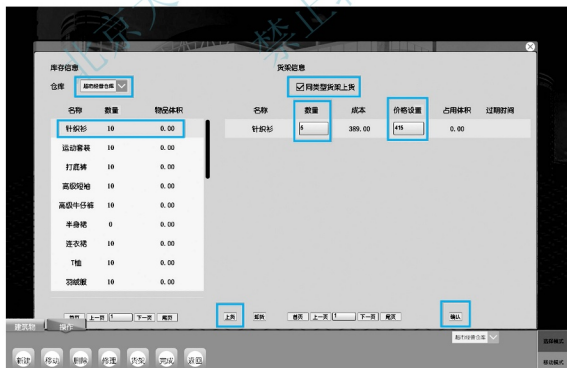 库存信息 货架信息
仓库 超市经营仓库 同类型货架上货
名称 数量 物品体积 名称 数量 成本 价格设置 占用体积 过期时间
针织衫 10 0.00 针织衫 5 389.00 415 0.00
运动套装 10 0.00
打底裤 10 0.00
高级短袖 10 0.00
高级牛仔裤 10 0.00
半身裙 0 0.00
连衣裙 10 0.00
T恤 10 0.00
羽绒服 10 0.00
首页 上一页 1 下一页 尾页 上货 卸货 首页 上一页 1 下一页 尾页 确认
建筑物 操作 超市经营仓库
选择模式
新建 移动 删除 修理 货架 完成 返回 移动模式